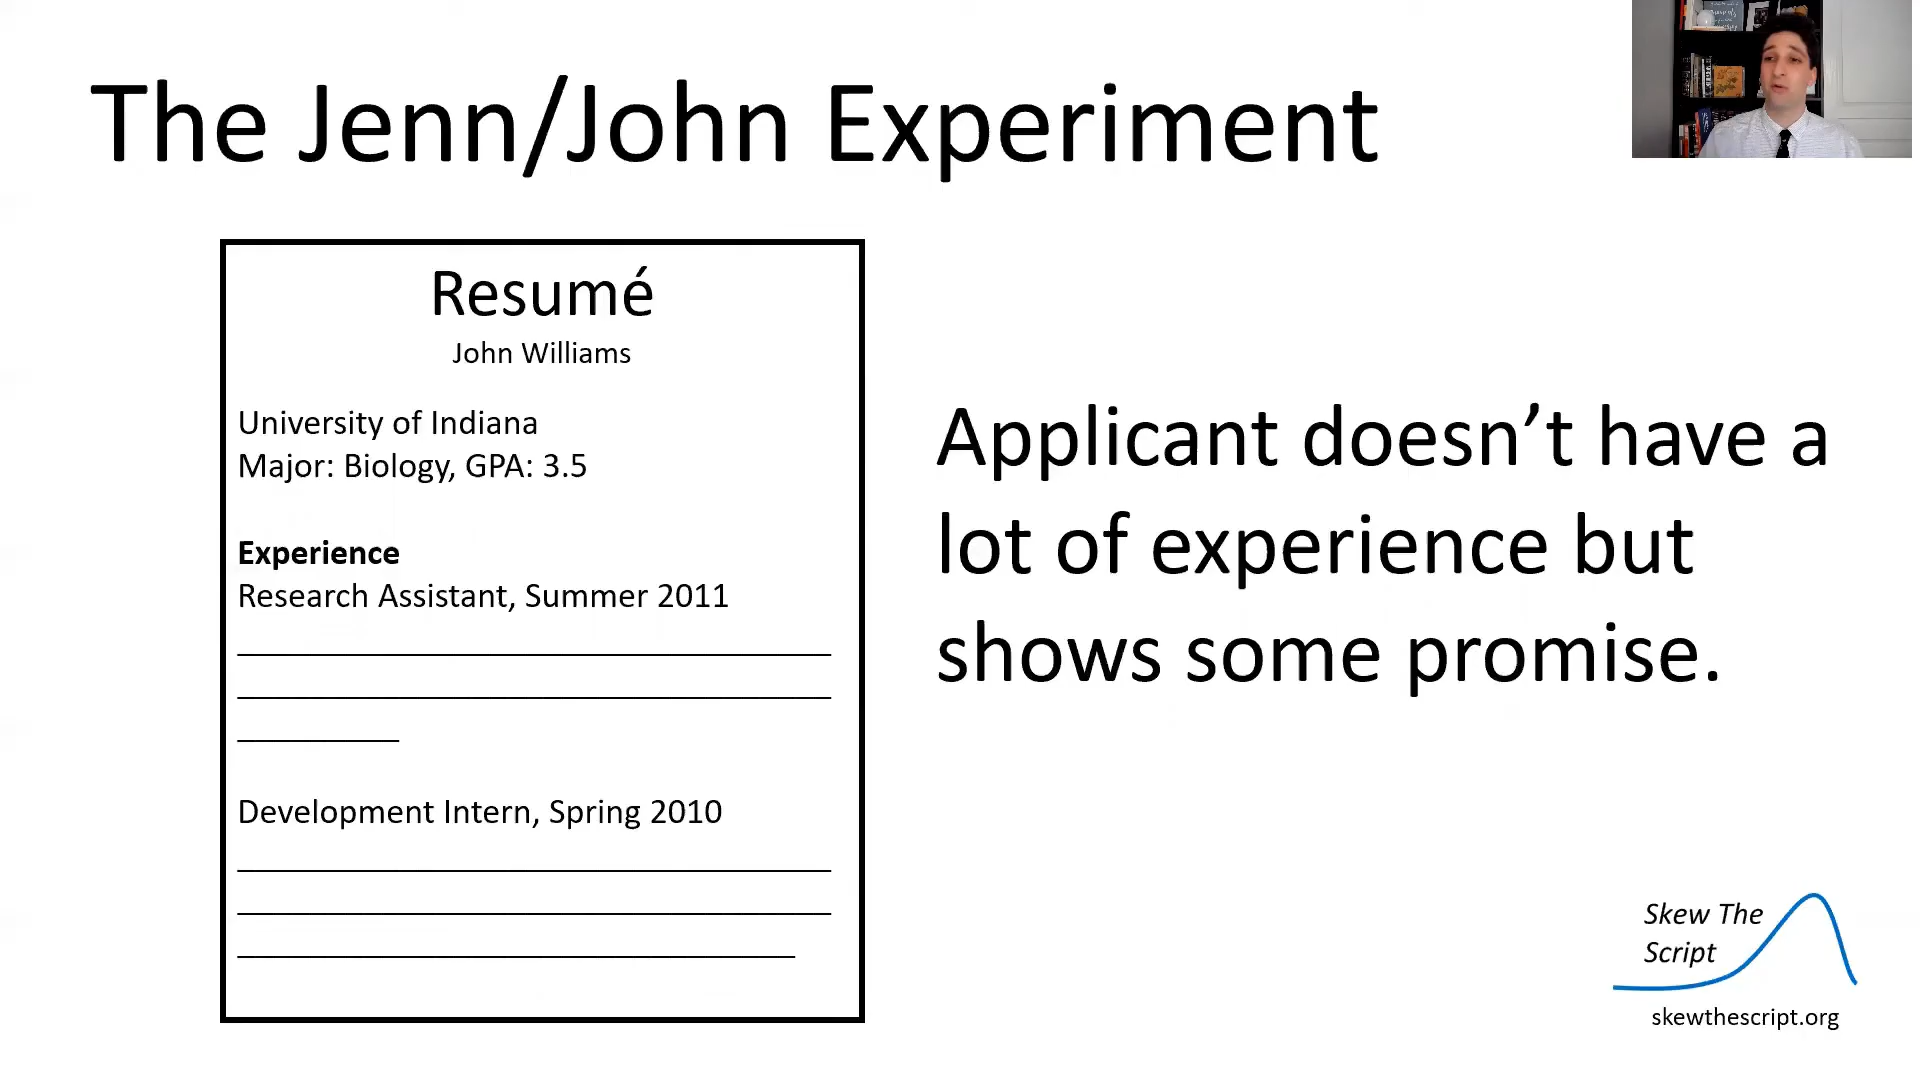 The Jenn/John Experiment
Resumé
John Williams
University of Indiana
Major: Biology, GPA: 3.5
Experience
Research Assistant, Summer 2011
Development Intern, Spring 2010
Applicant doesn’t have a
lot of experience but
shows some promise.
Skew The
Script
skewthescript.org